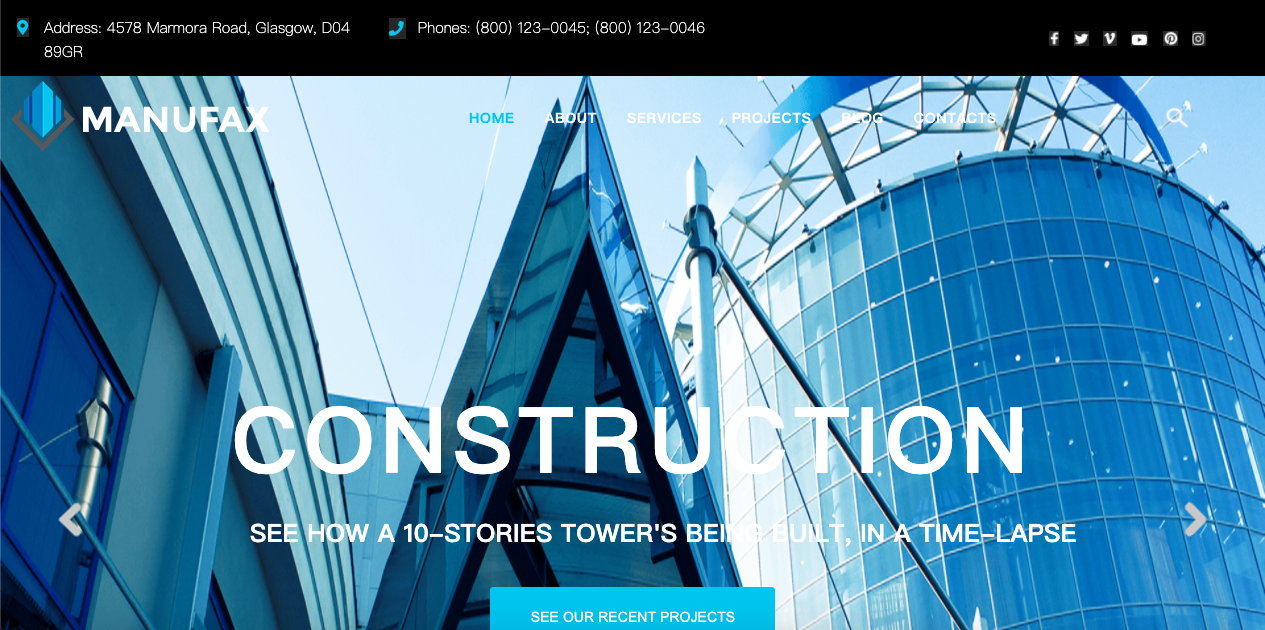 Address: 4578 Marmora Road, Glasgow, D04
89GR
Phones: (800) 123-0045; (800) 123-0046
MANUFAX
HOME ABOUT SERVICES PROJECTS BLOG CONTACTS
CONSTRUCTION
SEE HOW A 10-STORIES TOWER'S BEING BUILT, IN A TIME-LAPSE
SEE OUR RECENT PROJECTS